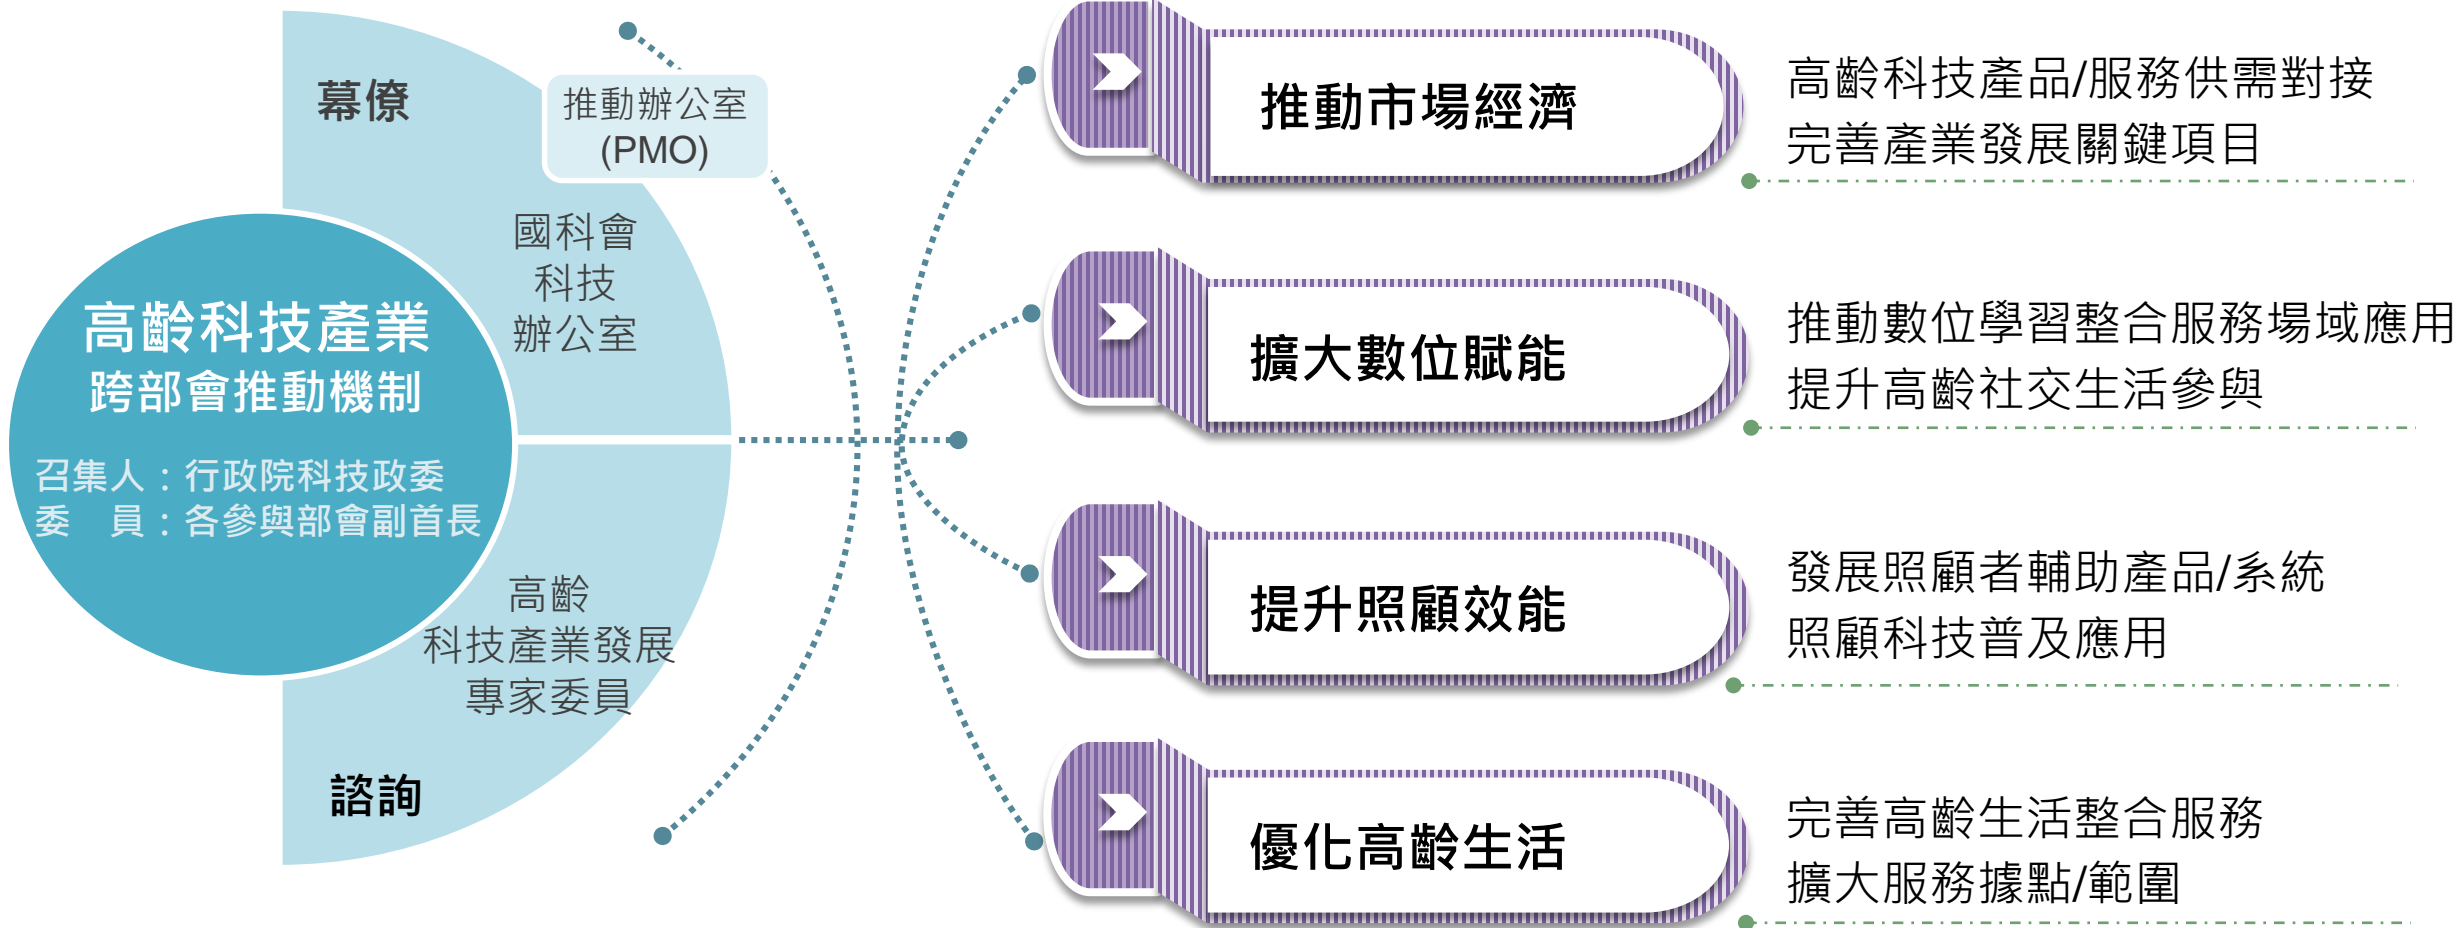 幕僚
推動辦公室
(PMO)
國科會
科技
辦公室
高齡科技產業
跨部會推動機制
召集人：行政院科技政委
委　員：各參與部會副首長
高齡
科技產業發展
專家委員
諮詢
推動市場經濟
高齡科技產品/服務供需對接
完善產業發展關鍵項目
擴大數位賦能
推動數位學習整合服務場域應用
提升高齡社交生活參與
提升照顧效能
發展照顧者輔助產品/系統
照顧科技普及應用
優化高齡生活
完善高齡生活整合服務
擴大服務據點/範圍